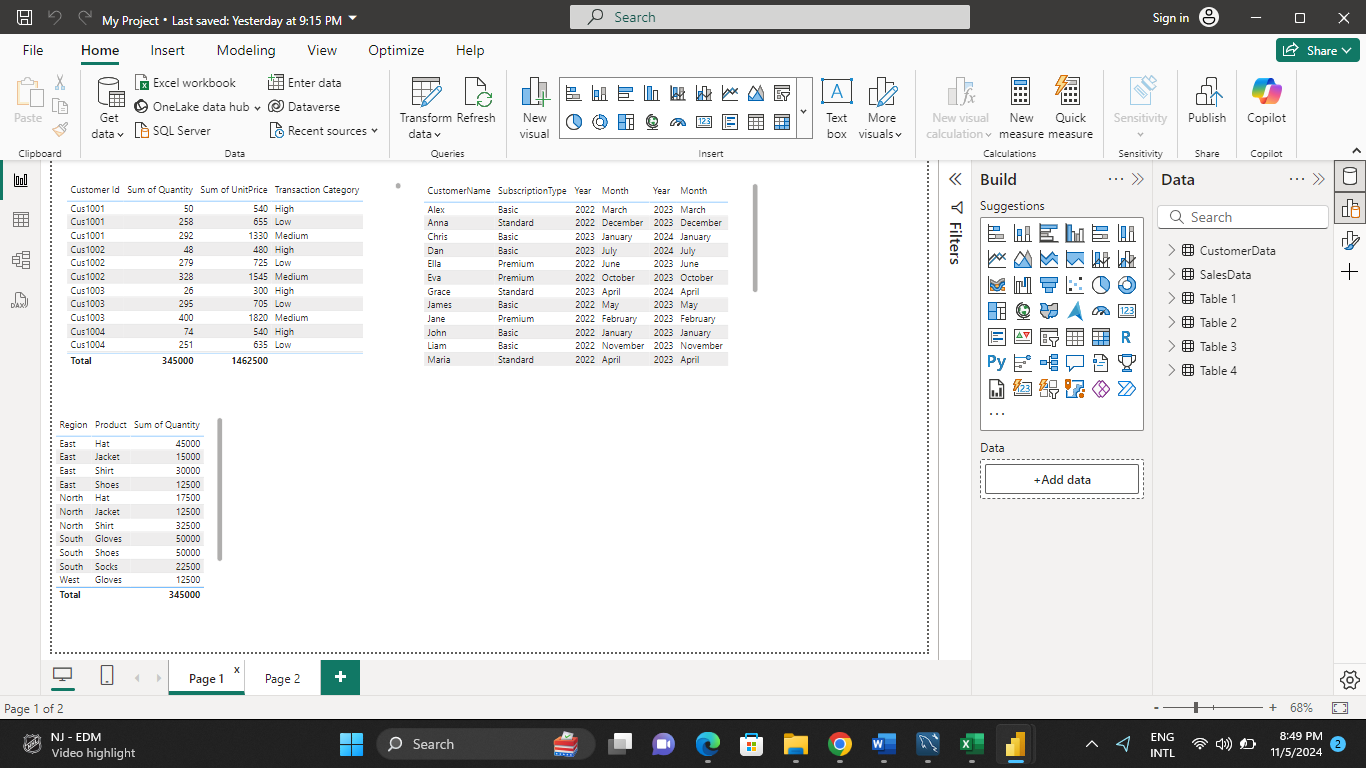 My Project • Last saved: Yesterday at 9:15 PM
Search
Sign in
File Home Insert Modeling View Optimize Help
Share
Paste
Clipboard
Get data
Excel workbook
OneLake data hub
SQL Server
Enter data
Dataverse
Recent sources
Data
Transform data
Refresh
Queries
New visual
Text box
More visuals
Insert
New visual calculation
New measure
Quick measure
Calculations
Sensitivity
Sensitivity
Publish
Share
Copilot
Copilot
Customer Id Sum of Quantity Sum of UnitPrice Transaction Category
Cus1001 50 540 High
Cus1001 258 655 Low
Cus1001 292 1330 Medium
Cus1002 48 480 High
Cus1002 279 725 Low
Cus1002 328 1545 Medium
Cus1003 26 300 High
Cus1003 295 705 Low
Cus1003 400 1820 Medium
Cus1004 74 540 High
Cus1004 251 635 Low
Total 345000 1462500
CustomerName SubscriptionType Year Month Year Month
Alex Basic 2022 March 2023 March
Anna Standard 2022 December 2023 December
Chris Basic 2023 January 2024 January
Dan Basic 2023 July 2024 July
Ella Premium 2022 June 2023 June
Eva Premium 2022 October 2023 October
Grace Standard 2023 April 2024 April
James Basic 2022 May 2023 May
Jane Premium 2022 February 2023 February
John Basic 2022 January 2023 January
Liam Basic 2022 November 2023 November
Maria Standard 2022 April 2023 April
Region Product Sum of Quantity
East Hat 45000
East Jacket 15000
East Shirt 30000
East Shoes 12500
North Hat 17500
North Jacket 12500
North Shirt 32500
South Gloves 50000
South Shoes 50000
South Socks 22500
West Gloves 12500
Total 345000
Filters
Build
Suggestions
R
Py
123
Data
+Add data
Data
Search
CustomerData
SalesData
Table 1
Table 2
Table 3
Table 4
Page 1 x
Page 2
+
Page 1 of 2
- + 68%
NJ - EDM
Video highlight
Search
ENG
INTL
8:49 PM
11/5/2024
2